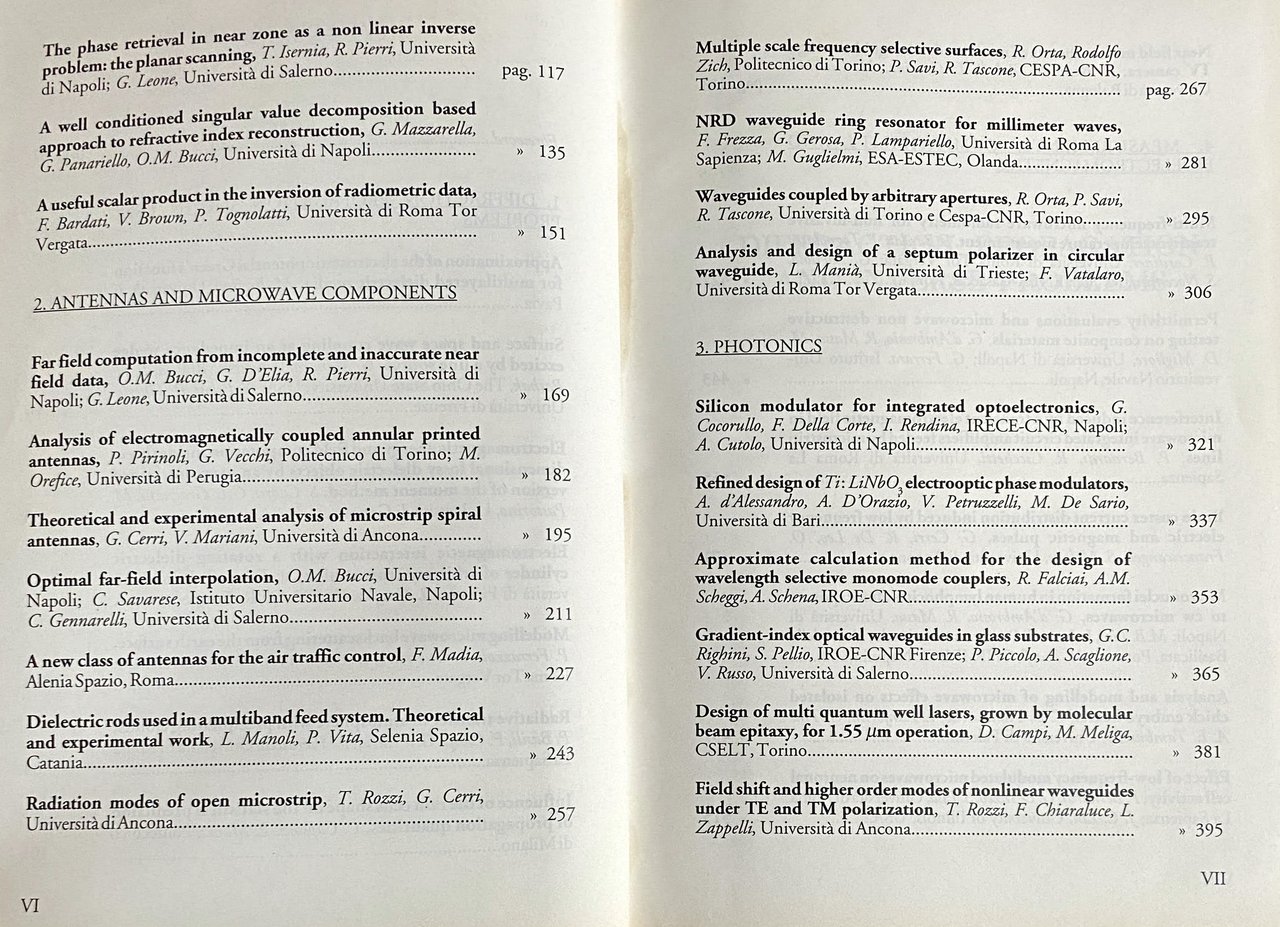 The phase retrieval in near zone as a non linear inverse
problem: the planar scanning, T. Isernia, R. Pierri, Università
di Napoli; G. Leone, Università di Salerno................................ pag. 117
A well conditioned singular value decomposition based
approach to refractive index reconstruction, G. Mazzarella,
G. Panariello, O.M. Bucci, Università di Napoli....................... » 135
A useful scalar product in the inversion of radiometric data,
F. Bardati, V. Brown, P. Tognolatti, Università di Roma Tor
Vergata.................................................................................... » 151
2. ANTENNAS AND MICROWAVE COMPONENTS
Far field computation from incomplete and inaccurate near
field data, O.M. Bucci, G. D'Elia, R. Pierri, Università di
Napoli; G. Leone, Università di Salerno....................................... » 169
Analysis of electromagnetically coupled annular printed
antennas, P. Pirinoli, G. Vecchi, Politecnico di Torino; M.
Orefice, Università di Perugia.................................................... » 182
Theoretical and experimental analysis of microstrip spiral
antennas, G. Cerri, V. Mariani, Università di Ancona............. » 195
Optimal far-field interpolation, O.M. Bucci, Università di
Napoli; C. Savarese, Istituto Universitario Navale, Napoli;
C. Gennarelli, Università di Salerno.......................................... » 211
A new class of antennas for the air traffic control, F. Madia,
Alenia Spazio, Roma.................................................................. » 227
Dielectric rods used in a multiband feed system. Theoretical
and experimental work, L. Manoli, P. Vita, Selenia Spazio,
Catania...................................................................................... » 243
Radiation modes of open microstrip, T. Rozzi, G. Cerri,
Università di Ancona.................................................................. » 257
VI
Multiple scale frequency selective surfaces, R. Orta, Rodolfo
Zich, Politecnico di Torino; P. Savi, R. Tascone, CESPA-CNR,
Torino........................................................................................ pag. 267
NRD waveguide ring resonator for millimeter waves,
F. Frezza, G. Gerosa, P. Lampariello, Università di Roma La
Sapienza; M. Guglielmi, ESA-ESTEC, Olanda....................... » 281
Waveguides coupled by arbitrary apertures, R. Orta, P. Savi,
R. Tascone, Università di Torino e Cespa-CNR, Torino......... » 295
Analysis and design of a septum polarizer in circular
waveguide, L. Manià, Università di Trieste; F. Vatalaro,
Università di Roma Tor Vergata............................................... » 306
3. PHOTONICS
Silicon modulator for integrated optoelectronics, G.
Cocorullo, F. Della Corte, I. Rendina, IRECE-CNR, Napoli;
A. Cutolo, Università di Napoli............................................... » 321
Refined design of Ti: LiNbO3 electrooptic phase modulators,
A. d'Alessandro, A. D'Orazio, V. Petruzzelli, M. De Sario,
Università di Bari...................................................................... » 337
Approximate calculation method for the design of
wavelength selective monomode couplers, R. Falciai, A.M.
Scheggi, A. Schena, IROE-CNR................................................. » 353
Gradient-index optical waveguides in glass substrates, G.C.
Righini, S. Pellio, IROE-CNR Firenze; P. Piccolo, A. Scaglione,
V. Russo, Università di Salerno................................................. » 365
Design of multi quantum well lasers, grown by molecular
beam epitaxy, for 1.55 µm operation, D. Campi, M. Meliga,
CSELT, Torino......................................................................... » 381
Field shift and higher order modes of nonlinear waveguides
under TE and TM polarization, T. Rozzi, F. Chiaraluce, L.
Zappelli, Università di Ancona.................................................. » 395
VII